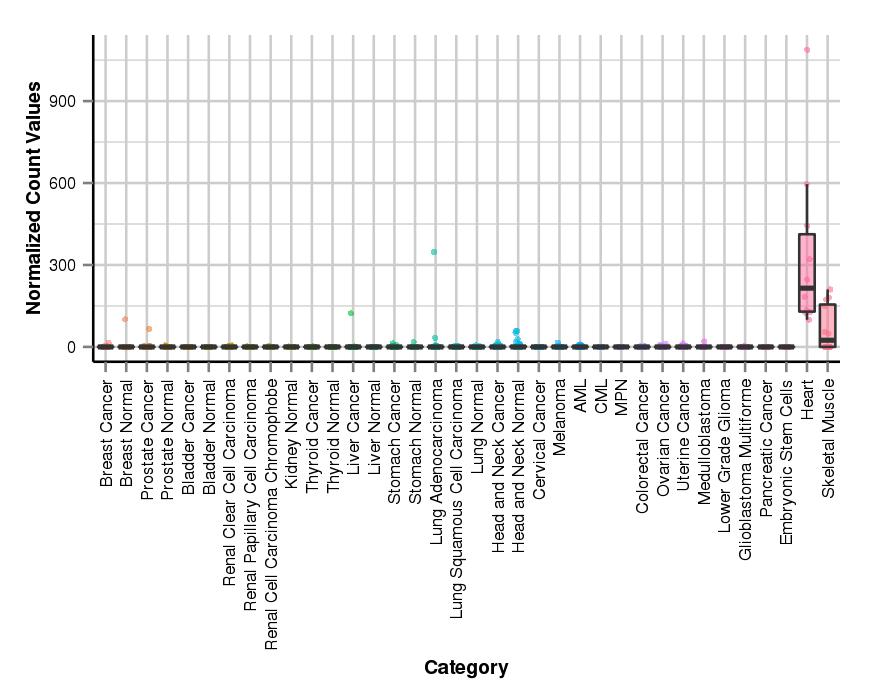 Normalized Count Values
900
600
300
0
Breast Cancer
Breast Normal
Prostate Cancer
Prostate Normal
Bladder Cancer
Bladder Normal
Renal Clear Cell Carcinoma
Renal Papillary Cell Carcinoma
Renal Cell Carcinoma Chromophobe
Kidney Normal
Thyroid Cancer
Thyroid Normal
Liver Cancer
Liver Normal
Stomach Cancer
Stomach Normal
Lung Adenocarcinoma
Lung Squamous Cell Carcinoma
Lung Normal
Head and Neck Cancer
Head and Neck Normal
Cervical Cancer
Melanoma
AML
CML
MPN
Colorectal Cancer
Ovarian Cancer
Uterine Cancer
Medulloblastoma
Lower Grade Glioma
Glioblastoma Multiforme
Pancreatic Cancer
Embryonic Stem Cells
Heart
Skeletal Muscle
Category